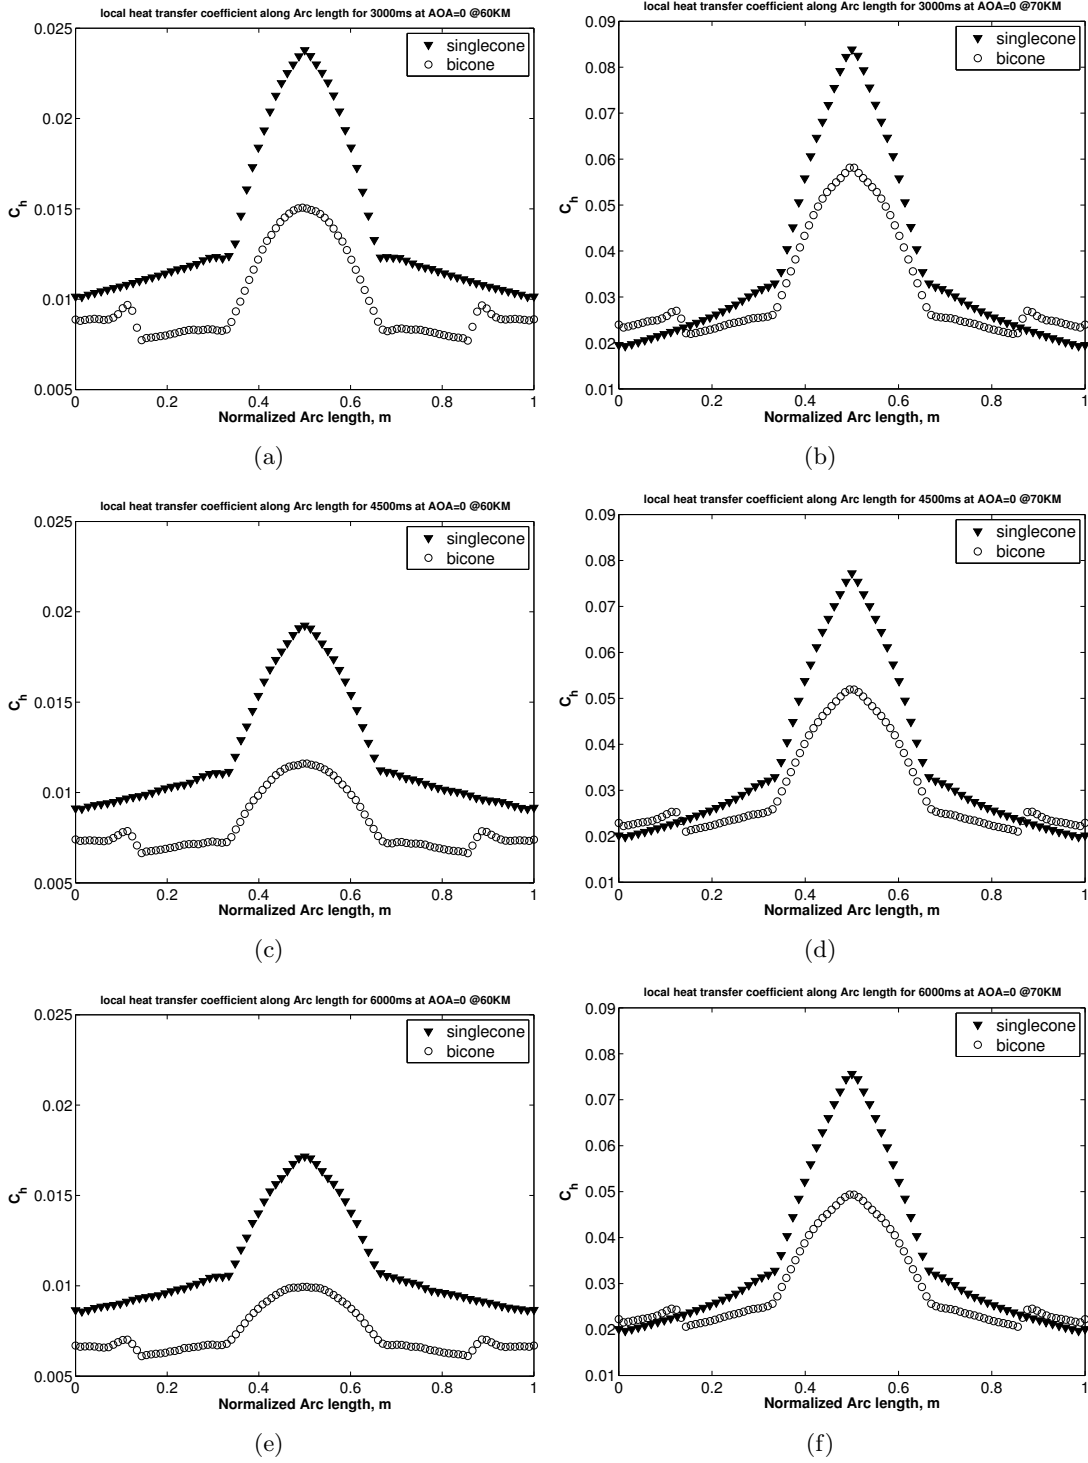 local heat transfer coefficient along Arc length for 3000ms at AOA=0 @60KM
0.025
0.02
0.015
0.01
0.005
C_h
singlecone
bicone
0 0.2 0.4 0.6 0.8 1
Normalized Arc length, m
(a)
local heat transfer coefficient along Arc length for 3000ms at AOA=0 @70KM
0.09
0.08
0.07
0.06
0.05
0.04
0.03
0.02
0.01
C_h
singlecone
bicone
0 0.2 0.4 0.6 0.8 1
Normalized Arc length, m
(b)
local heat transfer coefficient along Arc length for 4500ms at AOA=0 @60KM
0.025
0.02
0.015
0.01
0.005
C_h
singlecone
bicone
0 0.2 0.4 0.6 0.8 1
Normalized Arc length, m
(c)
local heat transfer coefficient along Arc length for 4500ms at AOA=0 @70KM
0.09
0.08
0.07
0.06
0.05
0.04
0.03
0.02
0.01
C_h
singlecone
bicone
0 0.2 0.4 0.6 0.8 1
Normalized Arc length, m
(d)
local heat transfer coefficient along Arc length for 6000ms at AOA=0 @60KM
0.025
0.02
0.015
0.01
0.005
C_h
singlecone
bicone
0 0.2 0.4 0.6 0.8 1
Normalized Arc length, m
(e)
local heat transfer coefficient along Arc length for 6000ms at AOA=0 @70KM
0.09
0.08
0.07
0.06
0.05
0.04
0.03
0.02
0.01
C_h
singlecone
bicone
0 0.2 0.4 0.6 0.8 1
Normalized Arc length, m
(f)